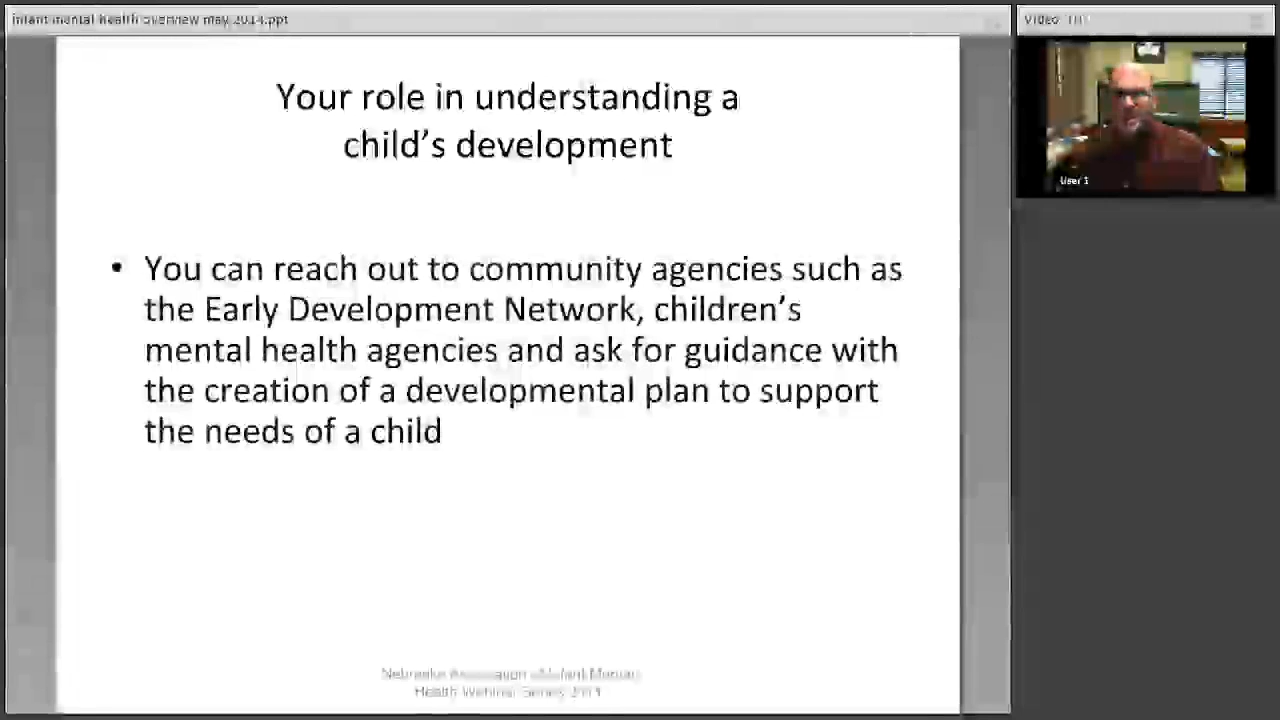 infant mental health overview may 2014.ppt
Video
Your role in understanding a
child's development
User 1
• You can reach out to community agencies such as
the Early Development Network, children's
mental health agencies and ask for guidance with
the creation of a developmental plan to support
the needs of a child
Nebraska Association of Infant Mental
Health Webinar Series